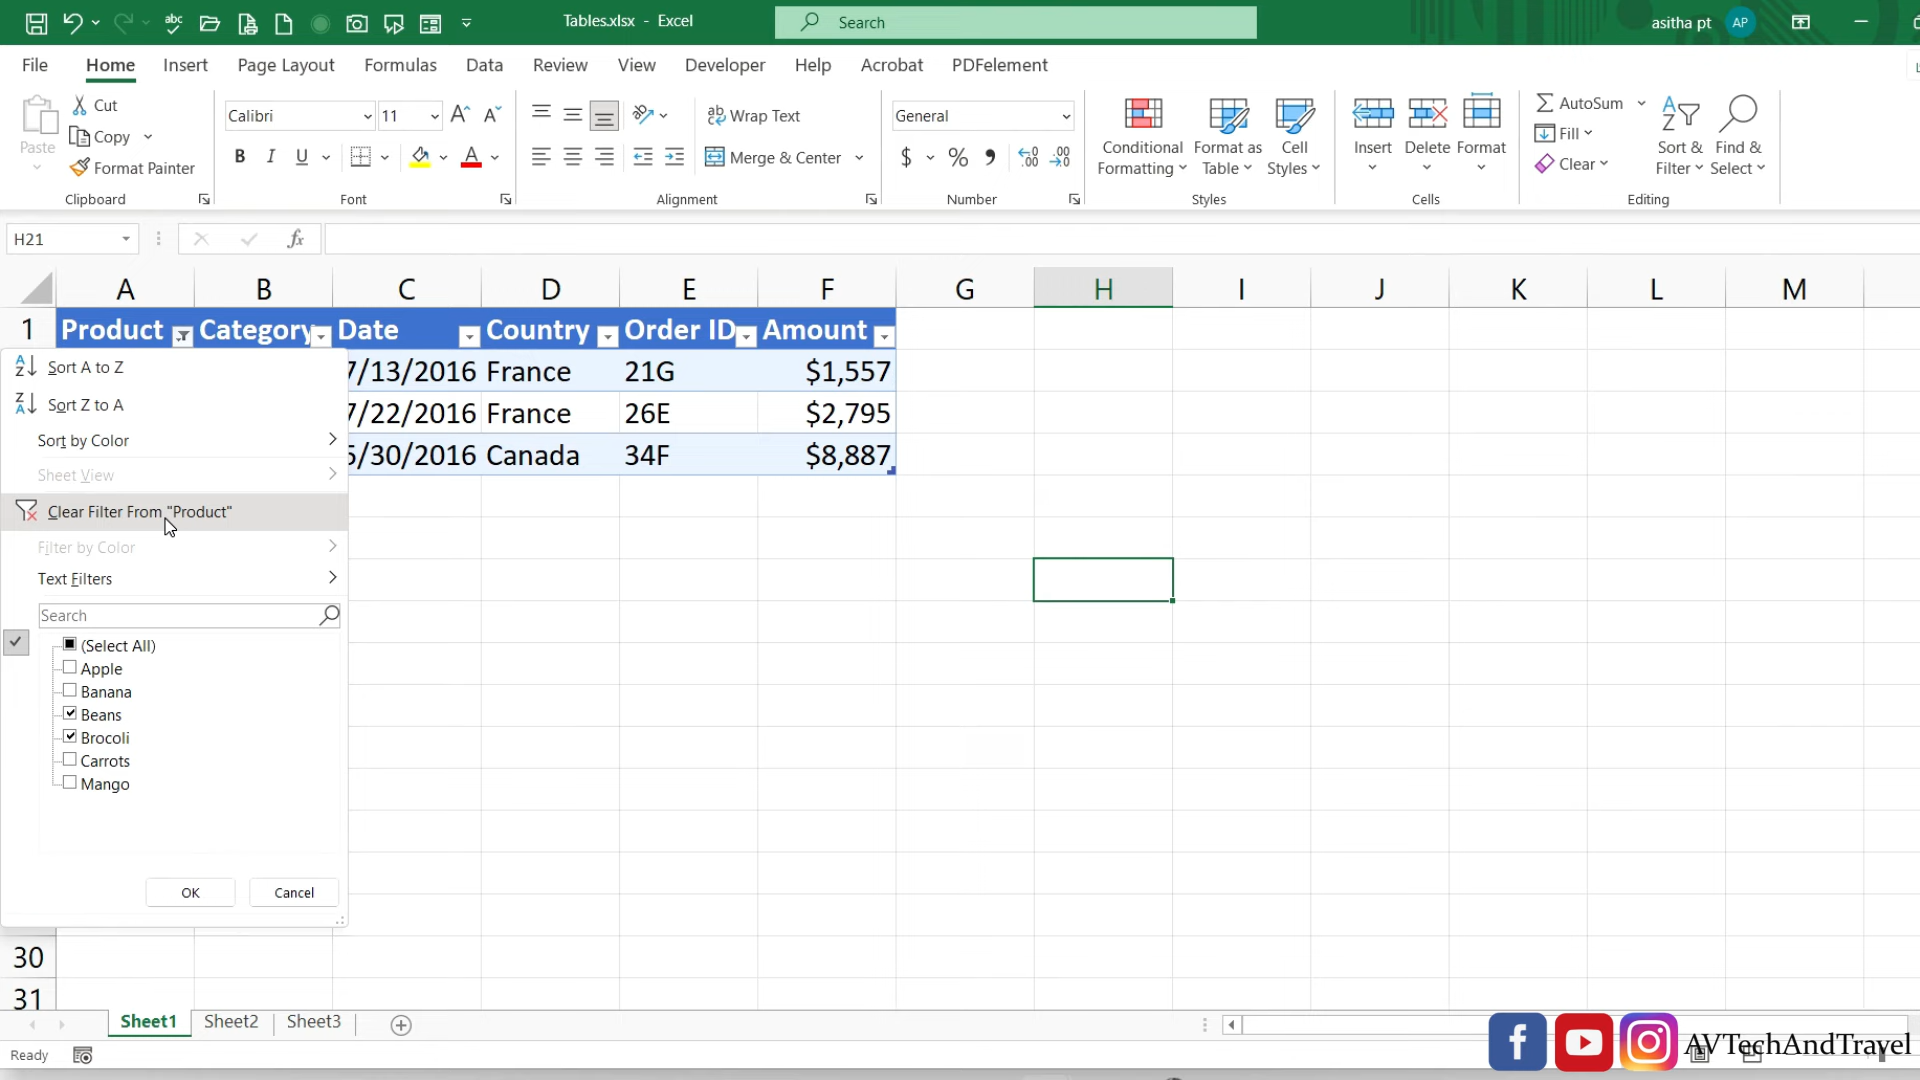 Tables.xlsx - Excel
Search
asitha pt
AP
File Home Insert Page Layout Formulas Data Review View Developer Help Acrobat PDFelement
Paste
Cut
Copy
Format Painter
Clipboard
Calibri
11
B I U
Font
Wrap Text
Merge & Center
Alignment
General
$ %
Number
Conditional Formatting
Format as Table
Cell Styles
Styles
Insert
Delete
Format
Cells
AutoSum
Fill
Clear
Sort & Filter
Find & Select
Editing
H21
fx
A B C D E F G H I J K L M
1 Product Category Date Country Order ID Amount
7/13/2016 France 21G $1,557
7/22/2016 France 26E $2,795
5/30/2016 Canada 34F $8,887
Sort A to Z
Sort Z to A
Sort by Color
Sheet View
Clear Filter From "Product"
Filter by Color
Text Filters
Search
(Select All)
Apple
Banana
Beans
Brocoli
Carrots
Mango
OK Cancel
30
31
Sheet1 Sheet2 Sheet3
Ready
AVTechAndTravel